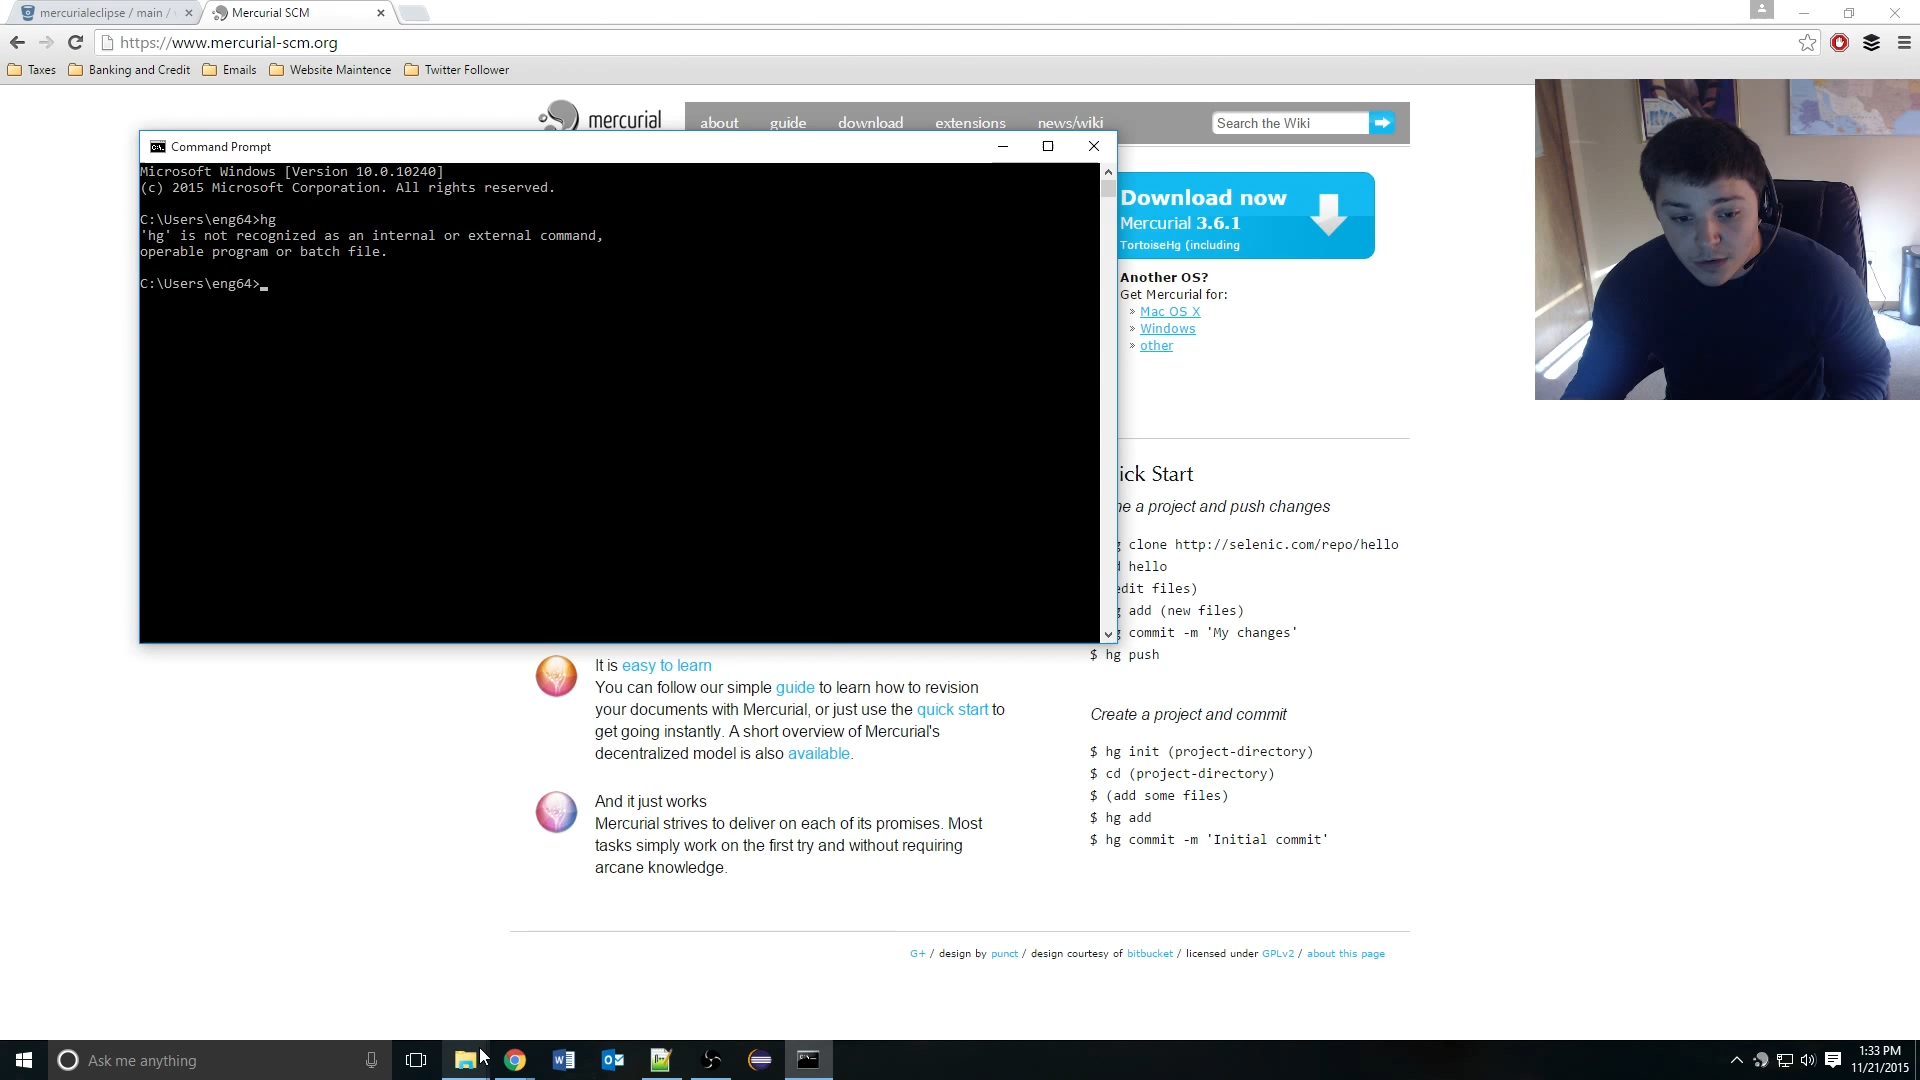 mercurialeclipse / main /
Mercurial SCM
https://www.mercurial-scm.org
Taxes
Banking and Credit
Emails
Website Maintence
Twitter Follower
mercurial
about
guide
download
extensions
news/wiki
Search the Wiki
Command Prompt
Microsoft Windows [Version 10.0.10240]
(c) 2015 Microsoft Corporation. All rights reserved.
C:\Users\eng64>hg
'hg' is not recognized as an internal or external command,
operable program or batch file.
C:\Users\eng64>
Download now
Mercurial 3.6.1
TortoiseHg (including
Another OS?
Get Mercurial for:
» Mac OS X
» Windows
» other
ick Start
ne a project and push changes
g clone http://selenic.com/repo/hello
d hello
edit files)
g add (new files)
g commit -m 'My changes'
$ hg push
It is easy to learn
You can follow our simple guide to learn how to revision
your documents with Mercurial, or just use the quick start to
get going instantly. A short overview of Mercurial's
decentralized model is also available.
And it just works
Mercurial strives to deliver on each of its promises. Most
tasks simply work on the first try and without requiring
arcane knowledge.
Create a project and commit
$ hg init (project-directory)
$ cd (project-directory)
$ (add some files)
$ hg add
$ hg commit -m 'Initial commit'
G+ / design by punct / design courtesy of bitbucket / licensed under GPLv2 / about this page
Ask me anything
1:33 PM
11/21/2015